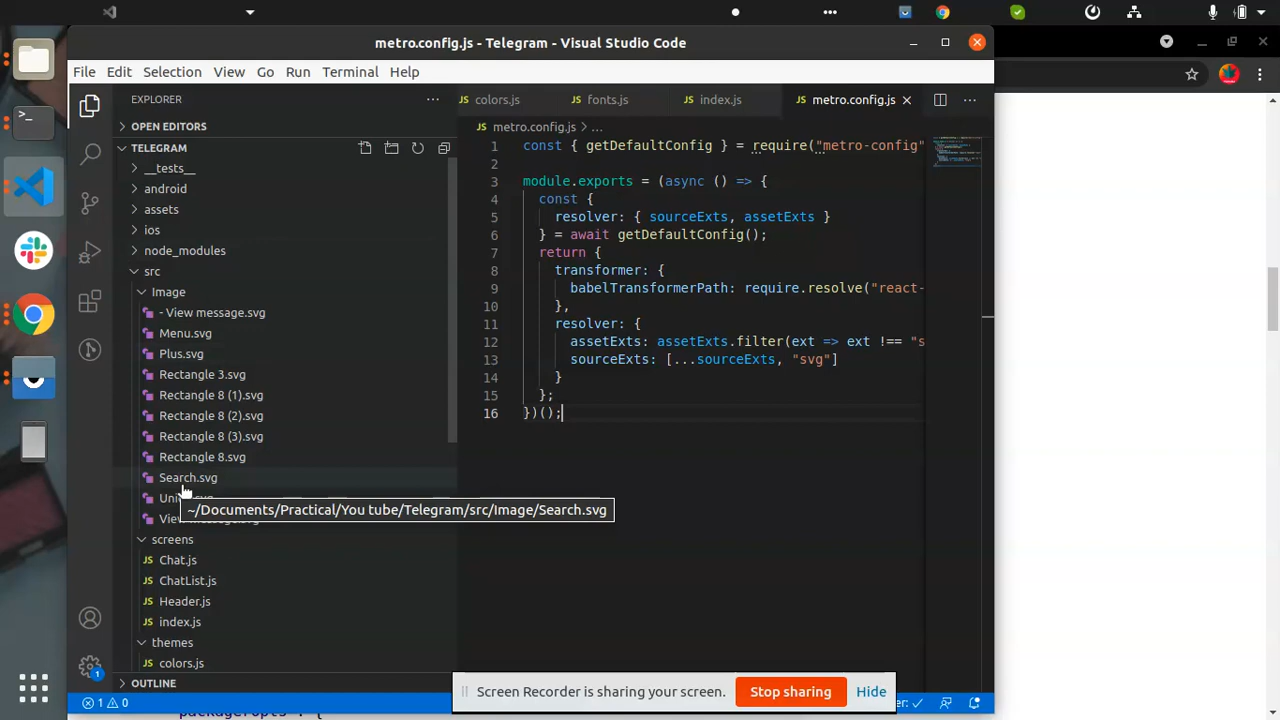 metro.config.js - Telegram - Visual Studio Code
File Edit Selection View Go Run Terminal Help
EXPLORER
OPEN EDITORS
TELEGRAM
__tests__
android
assets
ios
node_modules
src
Image
- View message.svg
Menu.svg
Plus.svg
Rectangle 3.svg
Rectangle 8 (1).svg
Rectangle 8 (2).svg
Rectangle 8 (3).svg
Rectangle 8.svg
Search.svg
~/Documents/Practical/You tube/Telegram/src/Image/Search.svg
screens
JS Chat.js
JS ChatList.js
JS Header.js
JS index.js
themes
JS colors.js
OUTLINE
1 0
1
JS colors.js JS fonts.js JS index.js JS metro.config.js
JS metro.config.js > ...
1 const { getDefaultConfig } = require("metro-config"
2
3 module.exports = (async () => {
4 const {
5 resolver: { sourceExts, assetExts }
6 } = await getDefaultConfig();
7 return {
8 transformer: {
9 babelTransformerPath: require.resolve("react-
10 },
11 resolver: {
12 assetExts: assetExts.filter(ext => ext !== "s
13 sourceExts: [...sourceExts, "svg"]
14 }
15 };
16 })();
Screen Recorder is sharing your screen. Stop sharing Hide